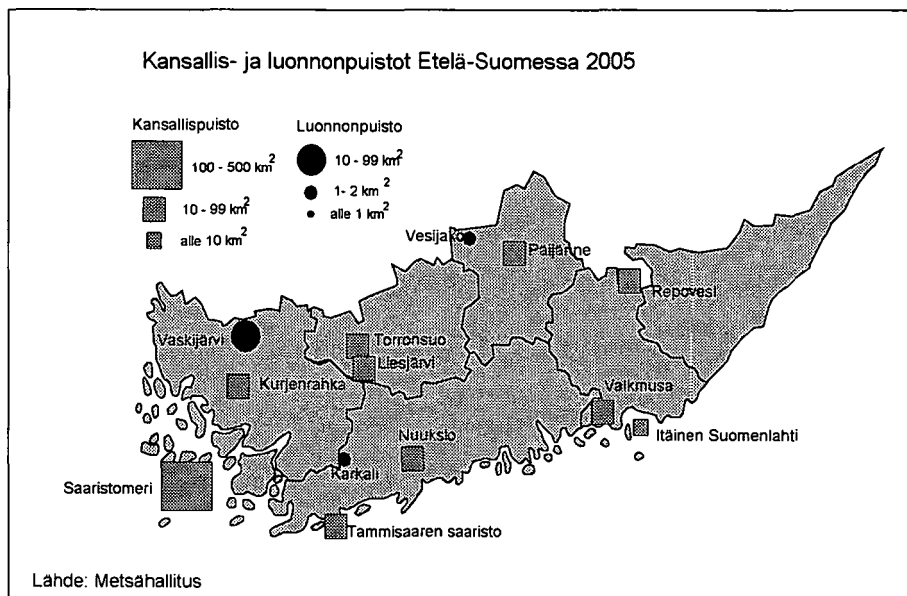 Kansallis- ja luonnonpuistot Etelä-Suomessa 2005
Kansallispuisto
100 - 500 km²
10 - 99 km²
alle 10 km²
Luonnonpuisto
10 - 99 km²
1- 2 km²
alle 1 km²
Vesijako
Päijänne
Repovesi
Vaskijärvi
Torronsuo
Liesjärvi
Kurjenrahka
Valkmusa
Itäinen Suomenlahti
Nuuksio
Karkali
Saaristomeri
Tammisaaren saaristo
Lähde: Metsähallitus